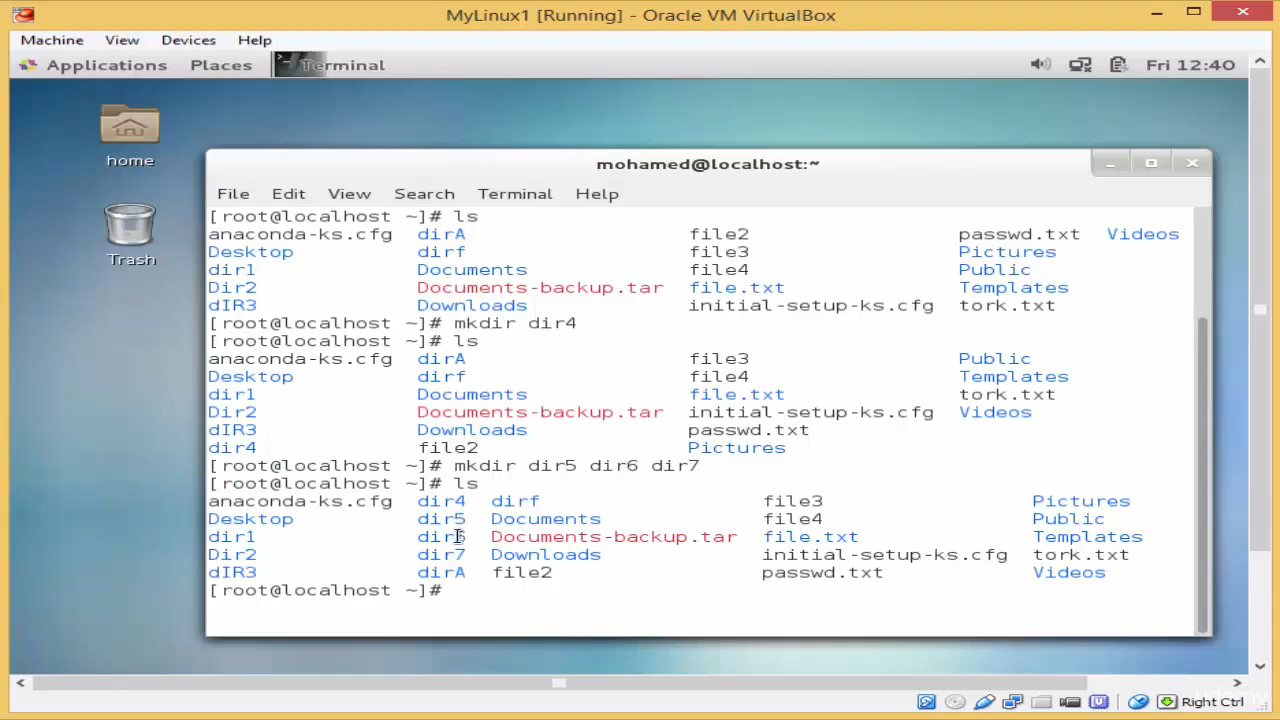 MyLinux1 [Running] - Oracle VM VirtualBox
Machine View Devices Help
Applications Places Terminal Fri 12:40
home
Trash
mohamed@localhost:~
File Edit View Search Terminal Help
[root@localhost ~]# ls
anaconda-ks.cfg dirA file2 passwd.txt Videos
Desktop dirf file3 Pictures
dir1 Documents file4 Public
Dir2 Documents-backup.tar file.txt Templates
dIR3 Downloads initial-setup-ks.cfg tork.txt
[root@localhost ~]# mkdir dir4
[root@localhost ~]# ls
anaconda-ks.cfg dirA file3 Public
Desktop dirf file4 Templates
dir1 Documents file.txt tork.txt
Dir2 Documents-backup.tar initial-setup-ks.cfg Videos
dIR3 Downloads passwd.txt
dir4 file2 Pictures
[root@localhost ~]# mkdir dir5 dir6 dir7
[root@localhost ~]# ls
anaconda-ks.cfg dir4 dirf file3 Pictures
Desktop dir5 Documents file4 Public
dir1 dir6 Documents-backup.tar file.txt Templates
Dir2 dir7 Downloads initial-setup-ks.cfg tork.txt
dIR3 dirA file2 passwd.txt Videos
[root@localhost ~]#
Right Ctrl
udemy